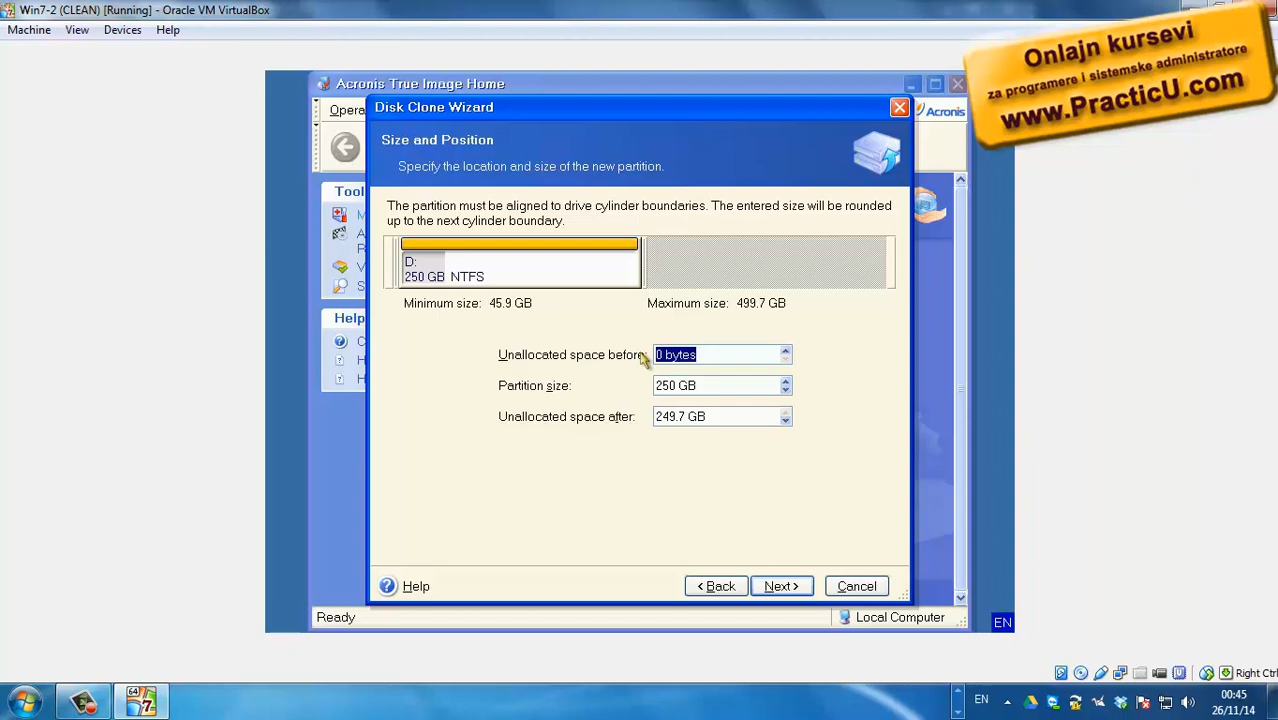 Win7-2 (CLEAN) [Running] - Oracle VM VirtualBox
Machine View Devices Help
Onlajn kursevi
za programere i sistemske administratore
www.PracticU.com
Acronis True Image Home
Opera
Acronis
Disk Clone Wizard
Size and Position
Specify the location and size of the new partition.
Tool
M
A
P
V
S
Help
C
H
H
The partition must be aligned to drive cylinder boundaries. The entered size will be rounded
up to the next cylinder boundary.
D:
250 GB NTFS
Minimum size: 45.9 GB
Maximum size: 499.7 GB
Unallocated space before: 0 bytes
Partition size: 250 GB
Unallocated space after: 249.7 GB
Help
< Back
Next >
Cancel
Ready
Local Computer
EN
Right Ctrl
64
EN
00:45
26/11/14